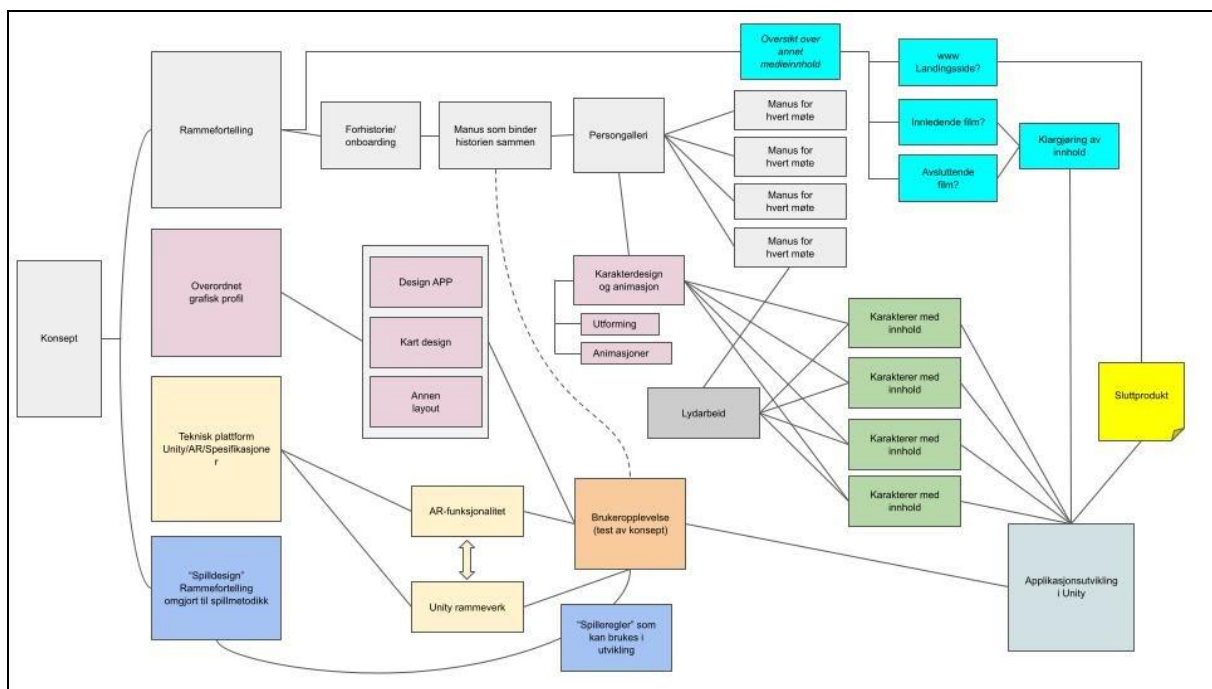 Oversikt over
annet
medieinnhold
www
Landingsside?
Rammefortelling
Forhistorie/
onboarding
Manus som binder
historien sammen
Persongalleri
Manus for
hvert møte
Manus for
hvert møte
Manus for
hvert møte
Manus for
hvert møte
Innledende film?
Avsluttende
film?
Klargjøring av
innhold
Konsept
Overordnet
grafisk profil
Design APP
Kart design
Annen
layout
Karakterdesign
og animasjon
Utforming
Animasjoner
Lydarbeid
Karakterer med
innhold
Karakterer med
innhold
Karakterer med
innhold
Karakterer med
innhold
Sluttprodukt
Teknisk plattform
Unity/AR/Spesifikasjone
r
AR-funksjonalitet
Unity rammeverk
Brukeropplevelse
(test av konsept)
Applikasjonsutvikling
i Unity
“Spilldesign”
Rammefortelling
omgjort til spillmetodikk
“Spilleregler” som
kan brukes i
utvikling